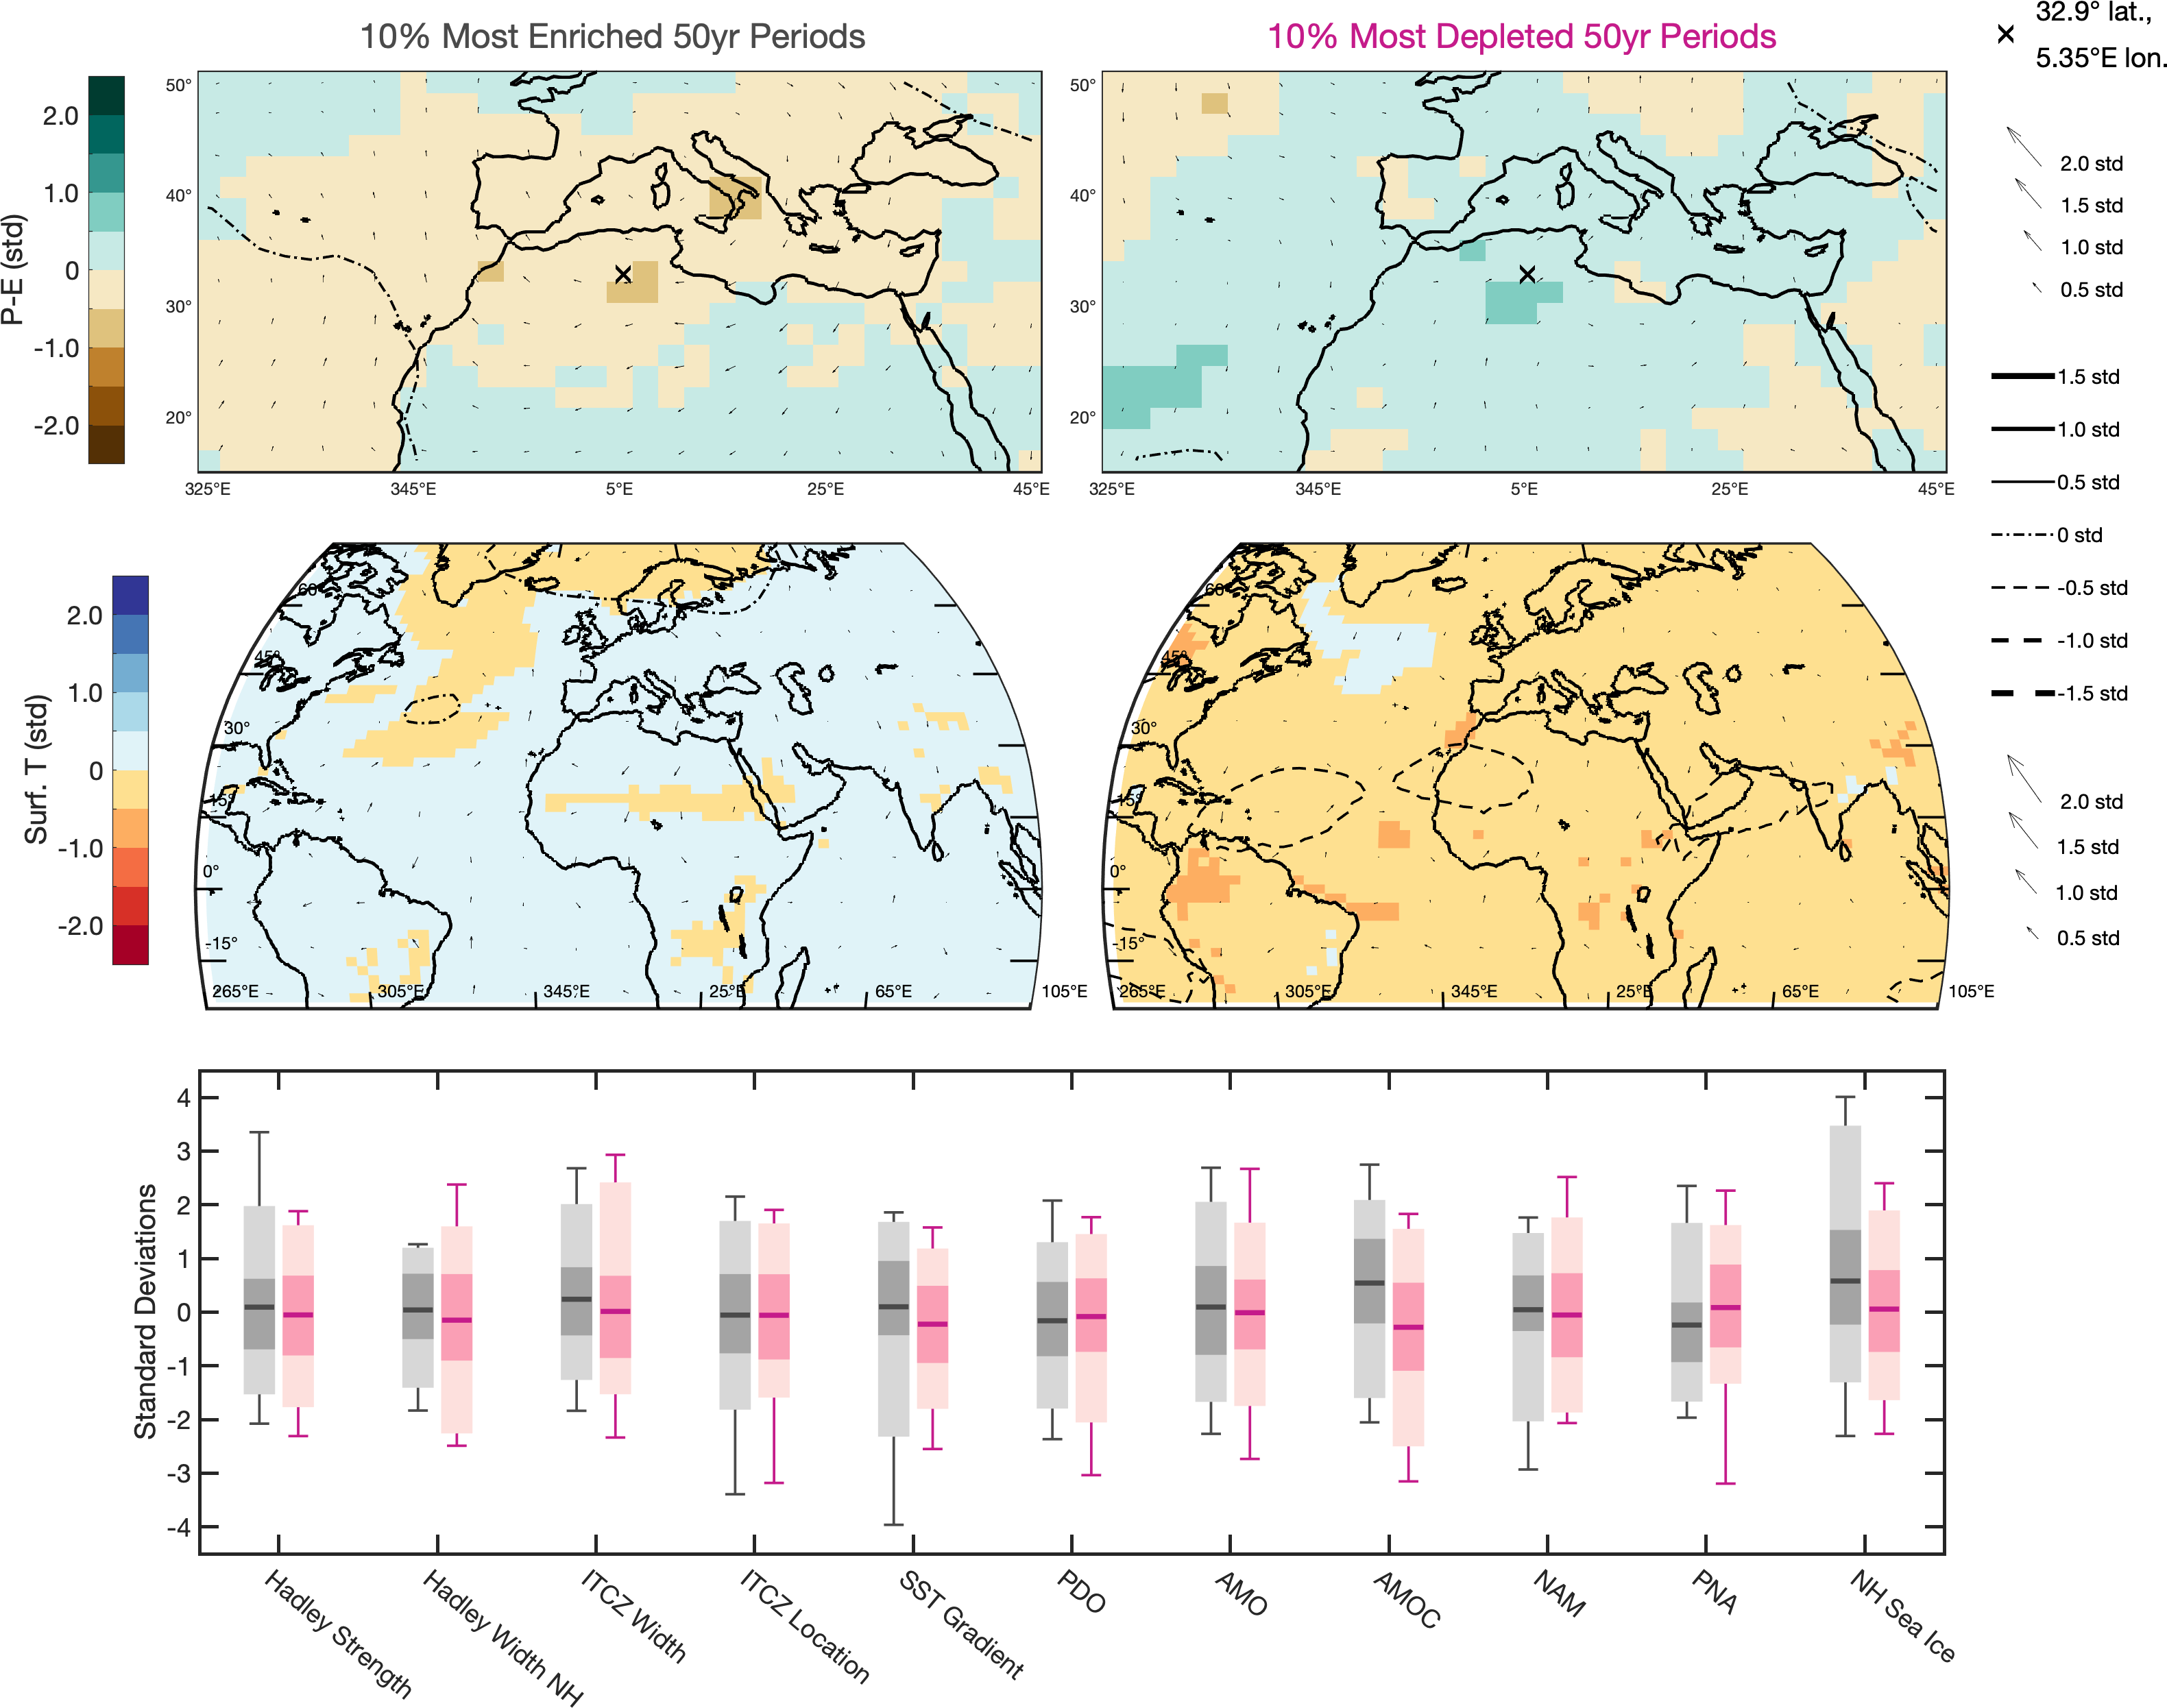 10% Most Enriched 50yr Periods
10% Most Depleted 50yr Periods
32.9° lat.,
5.35°E lon.
P-E (std)
2.0
1.0
0
-1.0
-2.0
50°
40°
30°
20°
325°E
345°E
5°E
25°E
45°E
50°
40°
30°
20°
325°E
345°E
5°E
25°E
45°E
2.0 std
1.5 std
1.0 std
0.5 std
1.5 std
1.0 std
0.5 std
0 std
-0.5 std
-1.0 std
-1.5 std
Surf. T (std)
2.0
1.0
0
-1.0
-2.0
60°
45°
30°
15°
0°
-15°
265°E
305°E
345°E
25°E
65°E
105°E
60°
45°
30°
15°
0°
-15°
265°E
305°E
345°E
25°E
65°E
105°E
2.0 std
1.5 std
1.0 std
0.5 std
Standard Deviations
4
3
2
1
0
-1
-2
-3
-4
Hadley Strength
Hadley Width NH
ITCZ Width
ITCZ Location
SST Gradient
PDO
AMO
AMOC
NAM
PNA
NH Sea Ice